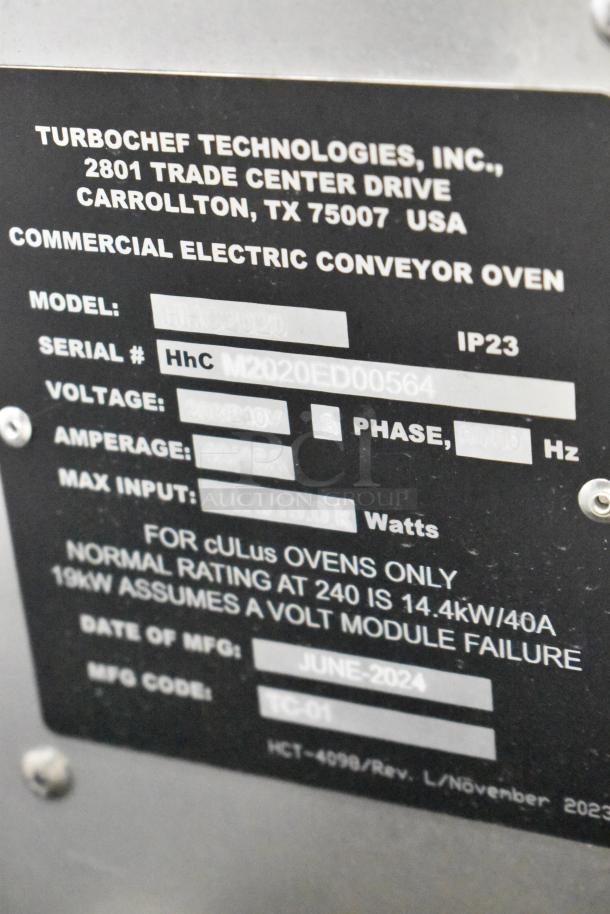 TURBOCHEF TECHNOLOGIES, INC.,
2801 TRADE CENTER DRIVE
CARROLLTON, TX 75007 USA
COMMERCIAL ELECTRIC CONVEYOR OVEN
MODEL:
IP23
SERIAL # HhC M2020ED00564
VOLTAGE: PHASE, Hz
AMPERAGE:
MAX INPUT: Watts
PCI
AUCTION GROUP
FOR cULus OVENS ONLY
NORMAL RATING AT 240 IS 14.4kW/40A
19kW ASSUMES A VOLT MODULE FAILURE
DATE OF MFG: JUNE-2024
MFG CODE: TC-01
HCT-4098/Rev. L/November 2023